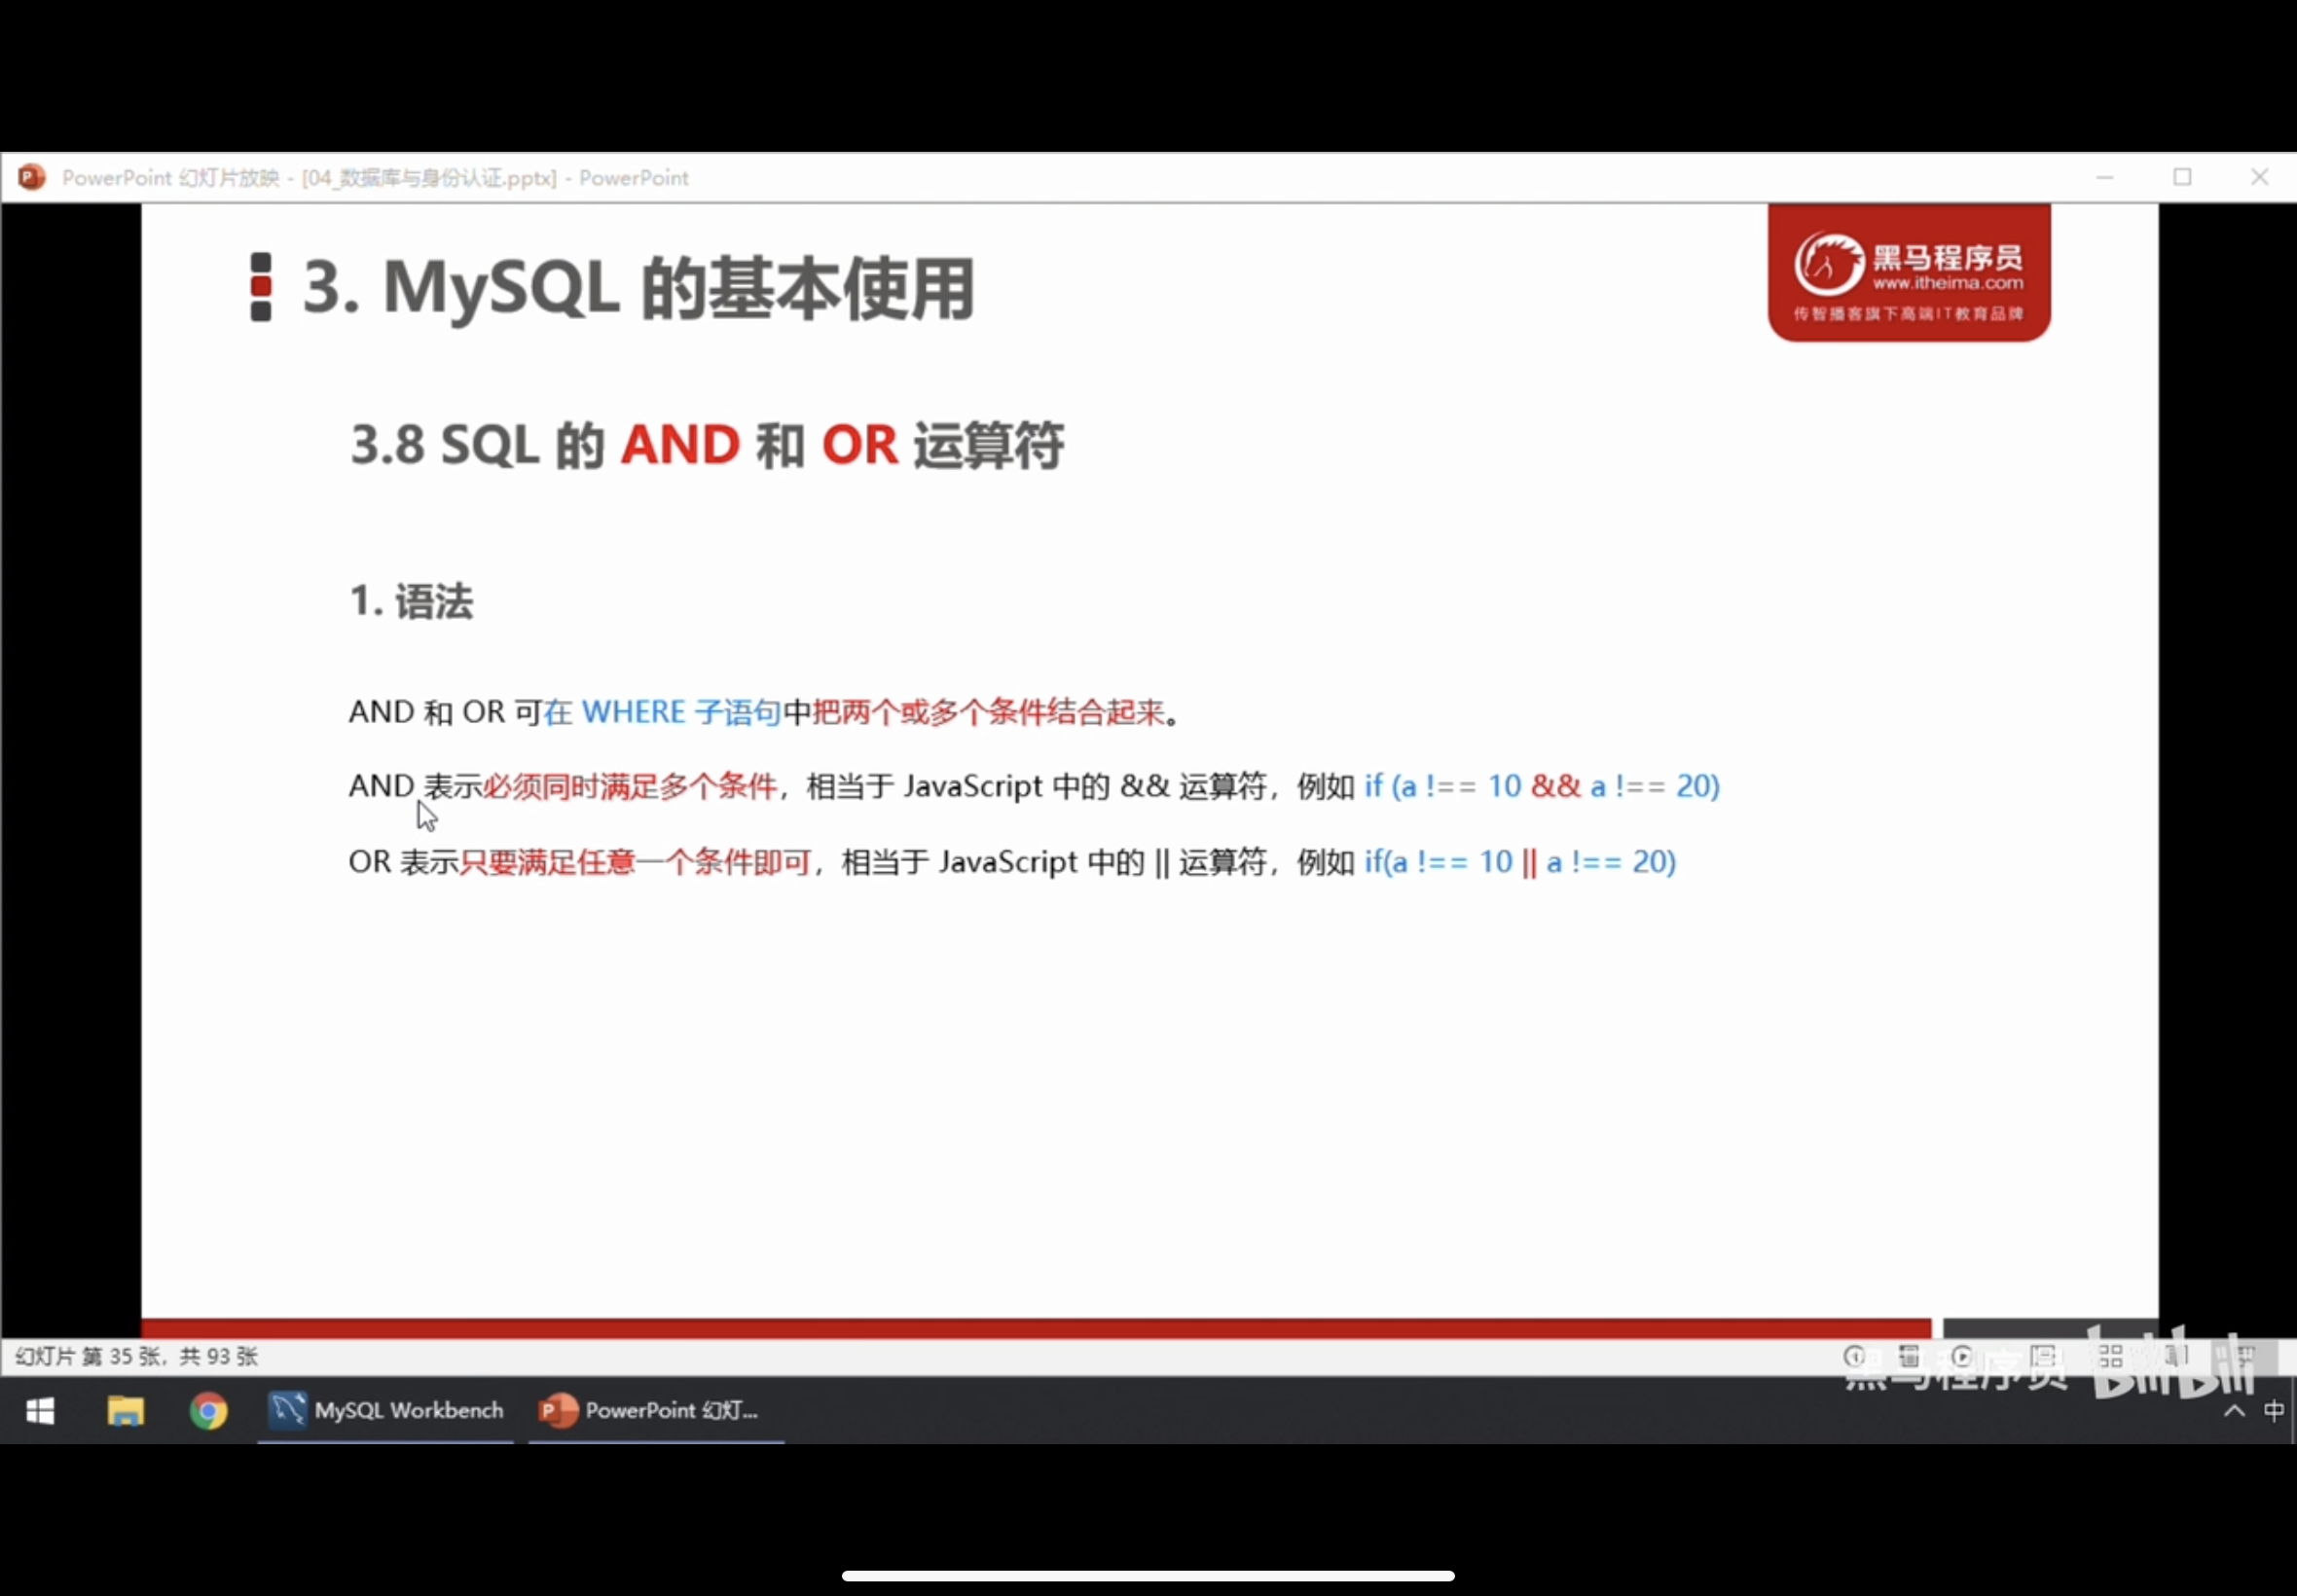 PowerPoint 幻灯片放映 - [04_数据库与身份认证.pptx] - PowerPoint
3. MySQL 的基本使用
黑马程序员
www.itheima.com
传智播客旗下高端IT教育品牌
3.8 SQL 的 AND 和 OR 运算符
1. 语法
AND 和 OR 可在 WHERE 子语句中把两个或多个条件结合起来。
AND 表示必须同时满足多个条件，相当于 JavaScript 中的 && 运算符，例如 if (a !== 10 && a !== 20)
OR 表示只要满足任意一个条件即可，相当于 JavaScript 中的 || 运算符，例如 if(a !== 10 || a !== 20)
幻灯片 第 35 张，共 93 张
黑马程序员 bilibili
MySQL Workbench
PowerPoint 幻灯...
中